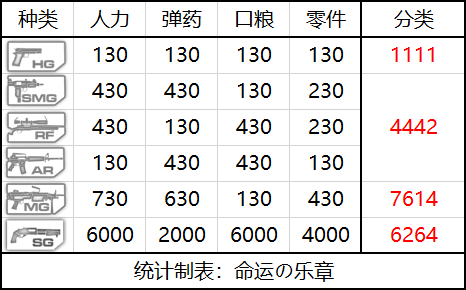 种类 人力 弹药 口粮 零件 分类
HG 130 130 130 130 1111
SMG 430 430 130 230
RF 430 130 430 230 4442
AR 130 430 430 130
MG 730 630 130 430 7614
SG 6000 2000 6000 4000 6264
统计制表：命运の乐章